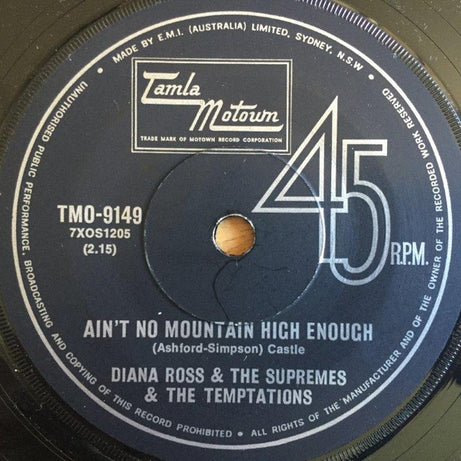 MADE BY E.M.I. (AUSTRALIA) LIMITED, SYDNEY, N.S.W.
UNAUTHORISED PUBLIC PERFORMANCE, BROADCASTING AND COPYING OF THIS RECORD PROHIBITED • ALL RIGHTS OF THE MANUFACTURER AND OF THE OWNER OF THE RECORDED WORK RESERVED
Tamla
Motown
TRADE MARK OF MOTOWN RECORD CORPORATION
45
R.P.M.
TMO-9149
7XOS1205
(2.15)
AIN'T NO MOUNTAIN HIGH ENOUGH
(Ashford-Simpson) Castle
DIANA ROSS & THE SUPREMES
& THE TEMPTATIONS